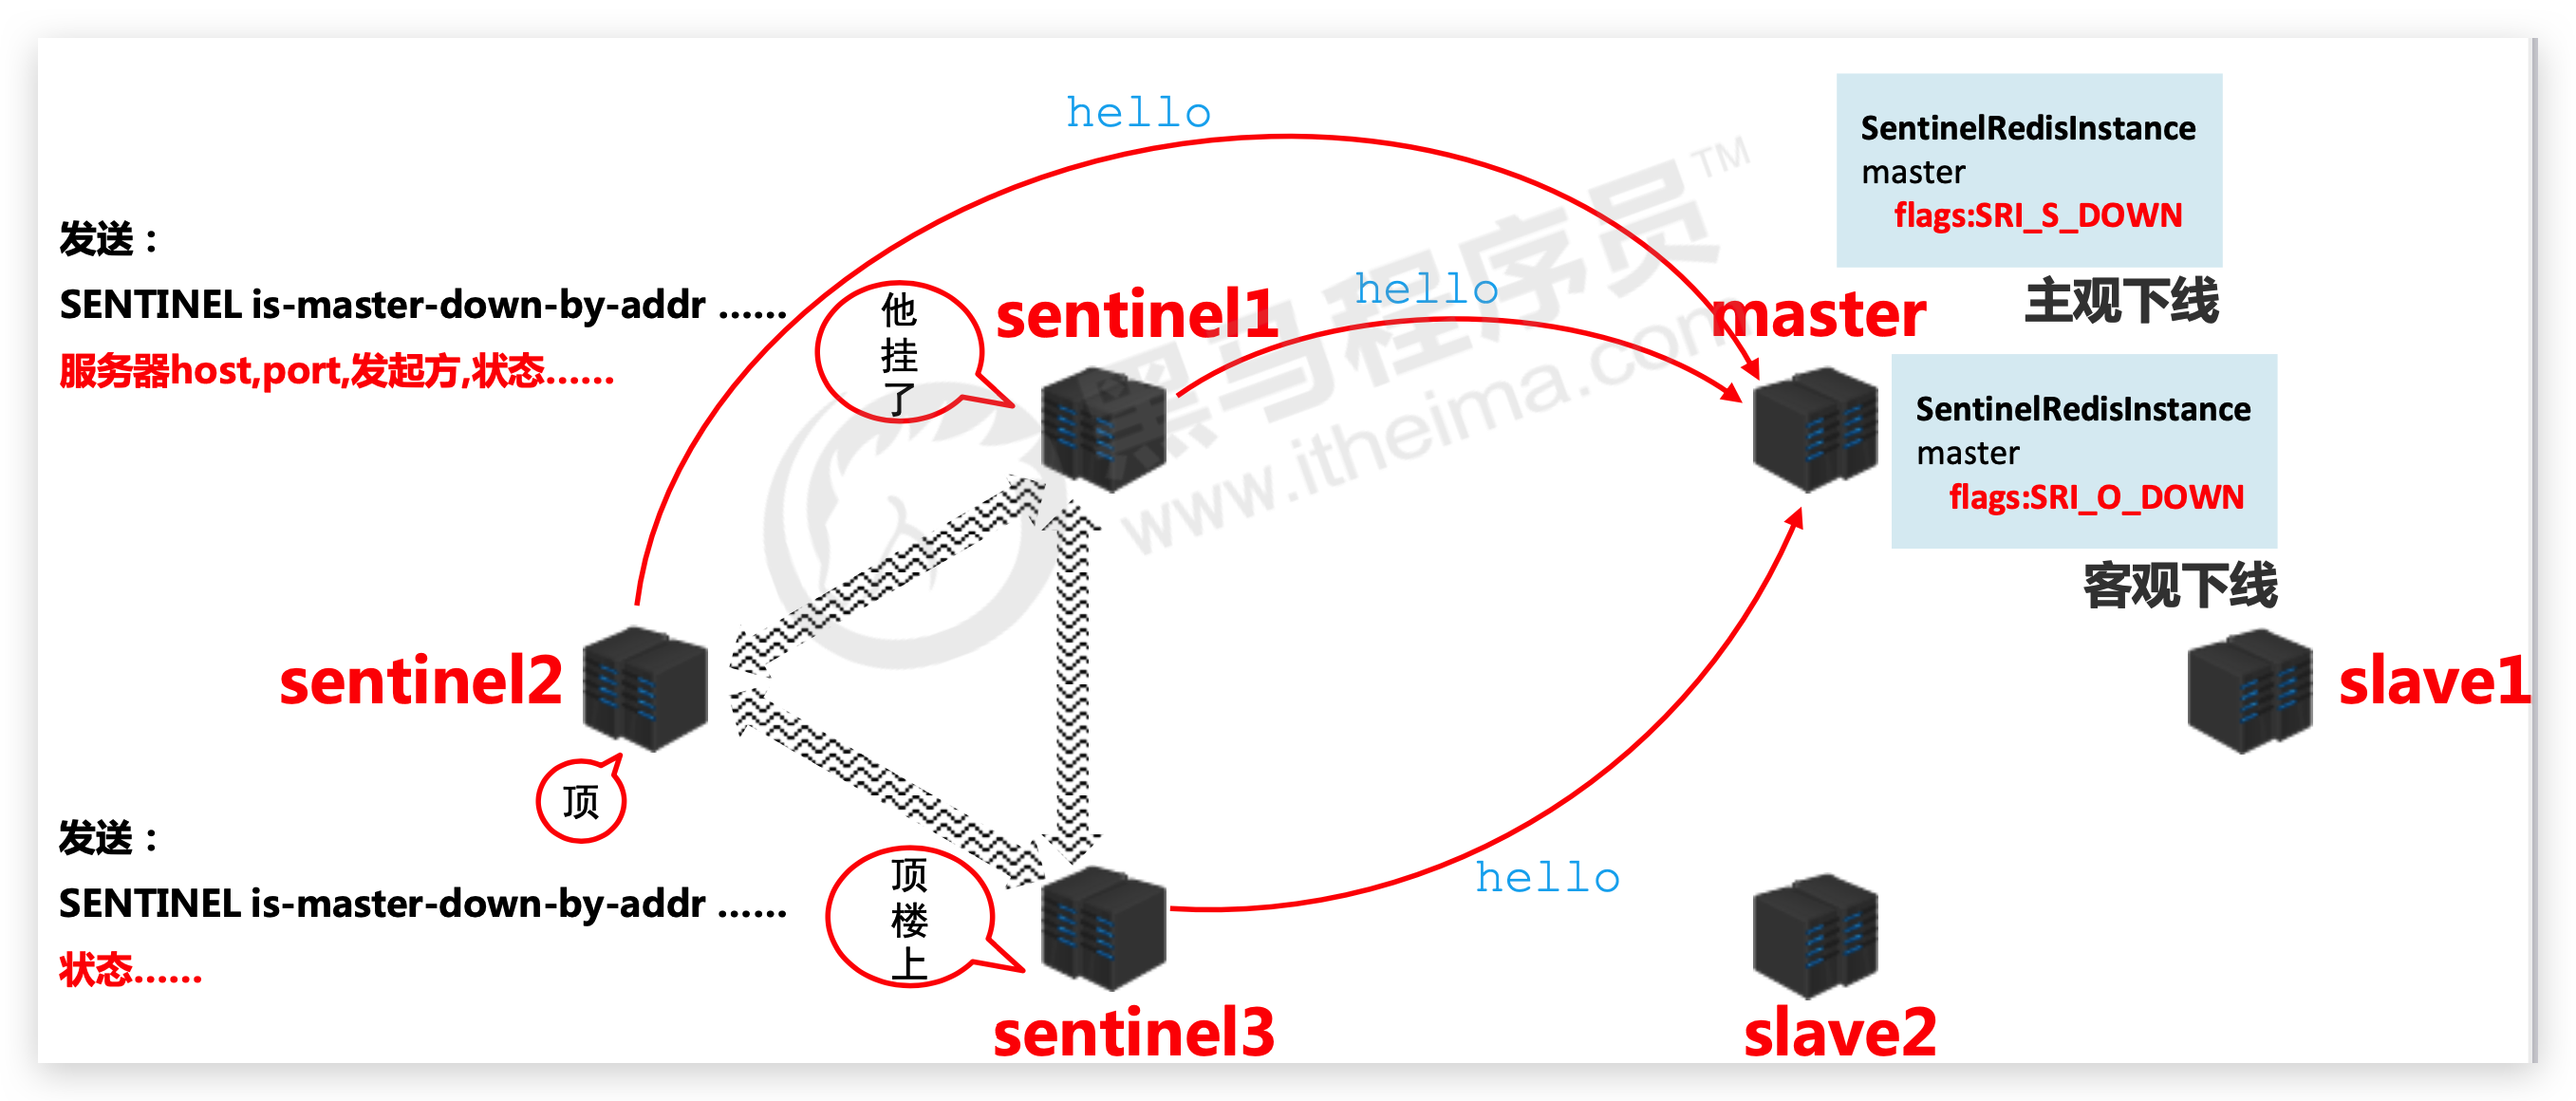 hello
SentinelRedisInstance
master
flags:SRI_S_DOWN
主观下线
发送：
SENTINEL is-master-down-by-addr ……
服务器host,port,发起方,状态……
他
挂
了
sentinel1
hello
master
SentinelRedisInstance
master
flags:SRI_O_DOWN
客观下线
黑马程序员™
www.itheima.com
sentinel2
slave1
顶
发送：
SENTINEL is-master-down-by-addr ……
状态……
顶
楼
上
hello
sentinel3
slave2